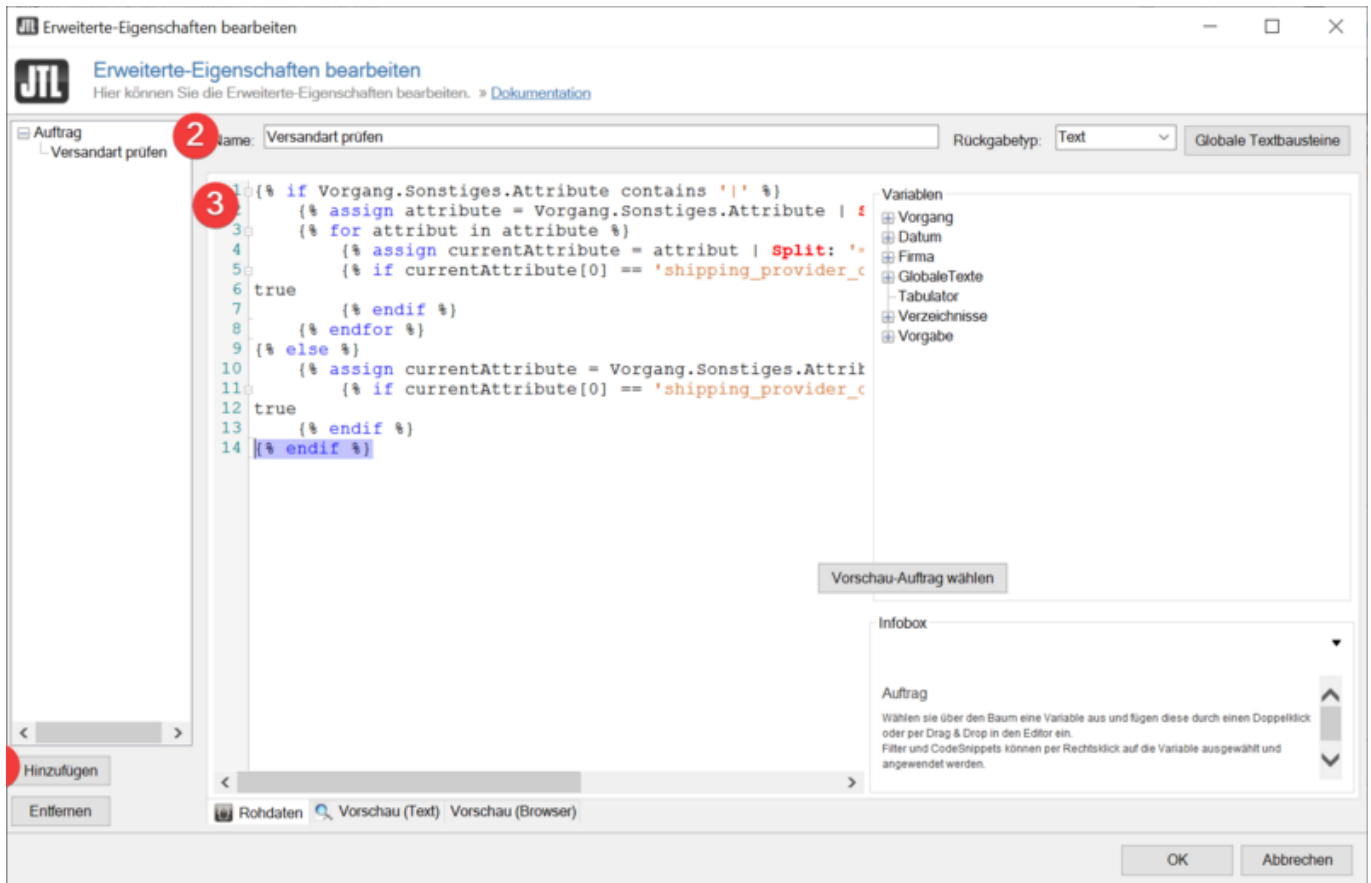 JTL Erweiterte-Eigenschaften bearbeiten
JTL
Erweiterte-Eigenschaften bearbeiten
Hier können Sie die Erweiterte-Eigenschaften bearbeiten. » Dokumentation
Auftrag
Versandart prüfen
2
Name: Versandart prüfen
Rückgabetyp: Text
Globale Textbausteine
3
1 {% if Vorgang.Sonstiges.Attribute contains '|' %}
{% assign attribute = Vorgang.Sonstiges.Attribute |
3 {% for attribut in attribute %}
4 {% assign currentAttribute = attribut | Split: '
5 {% if currentAttribute[0] == 'shipping_provider_
6 true
7 {% endif %}
8 {% endfor %}
9 {% else %}
10 {% assign currentAttribute = Vorgang.Sonstiges.Attri
11 {% if currentAttribute[0] == 'shipping_provider_
12 true
13 {% endif %}
14 {% endif %}
Variablen
Vorgang
Datum
Firma
GlobaleTexte
Tabulator
Verzeichnisse
Vorgabe
Vorschau-Auftrag wählen
Infobox
Auftrag
Wählen sie über den Baum eine Variable aus und fügen diese durch einen Doppelklick
oder per Drag & Drop in den Editor ein.
Filter und CodeSnippets können per Rechtsklick auf die Variable ausgewählt und
angewendet werden.
Hinzufügen
Entfernen
Rohdaten Vorschau (Text) Vorschau (Browser)
OK Abbrechen